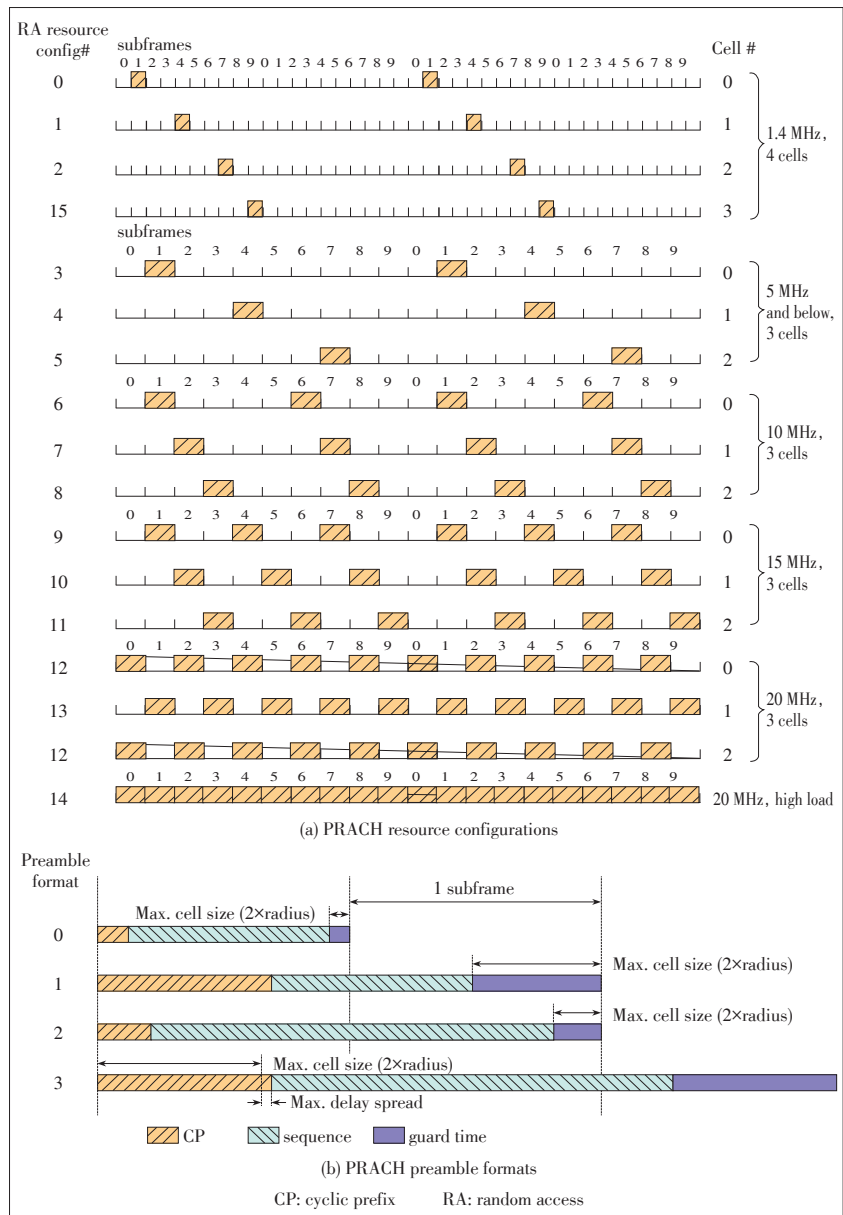 RA resource
config#
subframes
Cell #
0 1 2 3 4 5 6 7 8 9 0 1 2 3 4 5 6 7 8 9 0 1 2 3 4 5 6 7 8 9 0 1 2 3 4 5 6 7 8 9
0
0
1
1
1.4 MHz,
4 cells
2
2
15
3
subframes
0 1 2 3 4 5 6 7 8 9 0 1 2 3 4 5 6 7 8 9
3
0
4
1
5 MHz
and below,
3 cells
5
2
0 1 2 3 4 5 6 7 8 9 0 1 2 3 4 5 6 7 8 9
6
0
7
1
10 MHz,
3 cells
8
2
0 1 2 3 4 5 6 7 8 9 0 1 2 3 4 5 6 7 8 9
9
0
10
1
15 MHz,
3 cells
11
2
0 1 2 3 4 5 6 7 8 9 0 1 2 3 4 5 6 7 8 9
12
0
13
1
20 MHz,
3 cells
12
2
0 1 2 3 4 5 6 7 8 9 0 1 2 3 4 5 6 7 8 9
14
20 MHz, high load
(a) PRACH resource configurations
Preamble
format
1 subframe
Max. cell size (2×radius)
0
Max. cell size (2×radius)
1
Max. cell size (2×radius)
2
Max. cell size (2×radius)
3
Max. delay spread
CP sequence guard time
(b) PRACH preamble formats
CP: cyclic prefix RA: random access